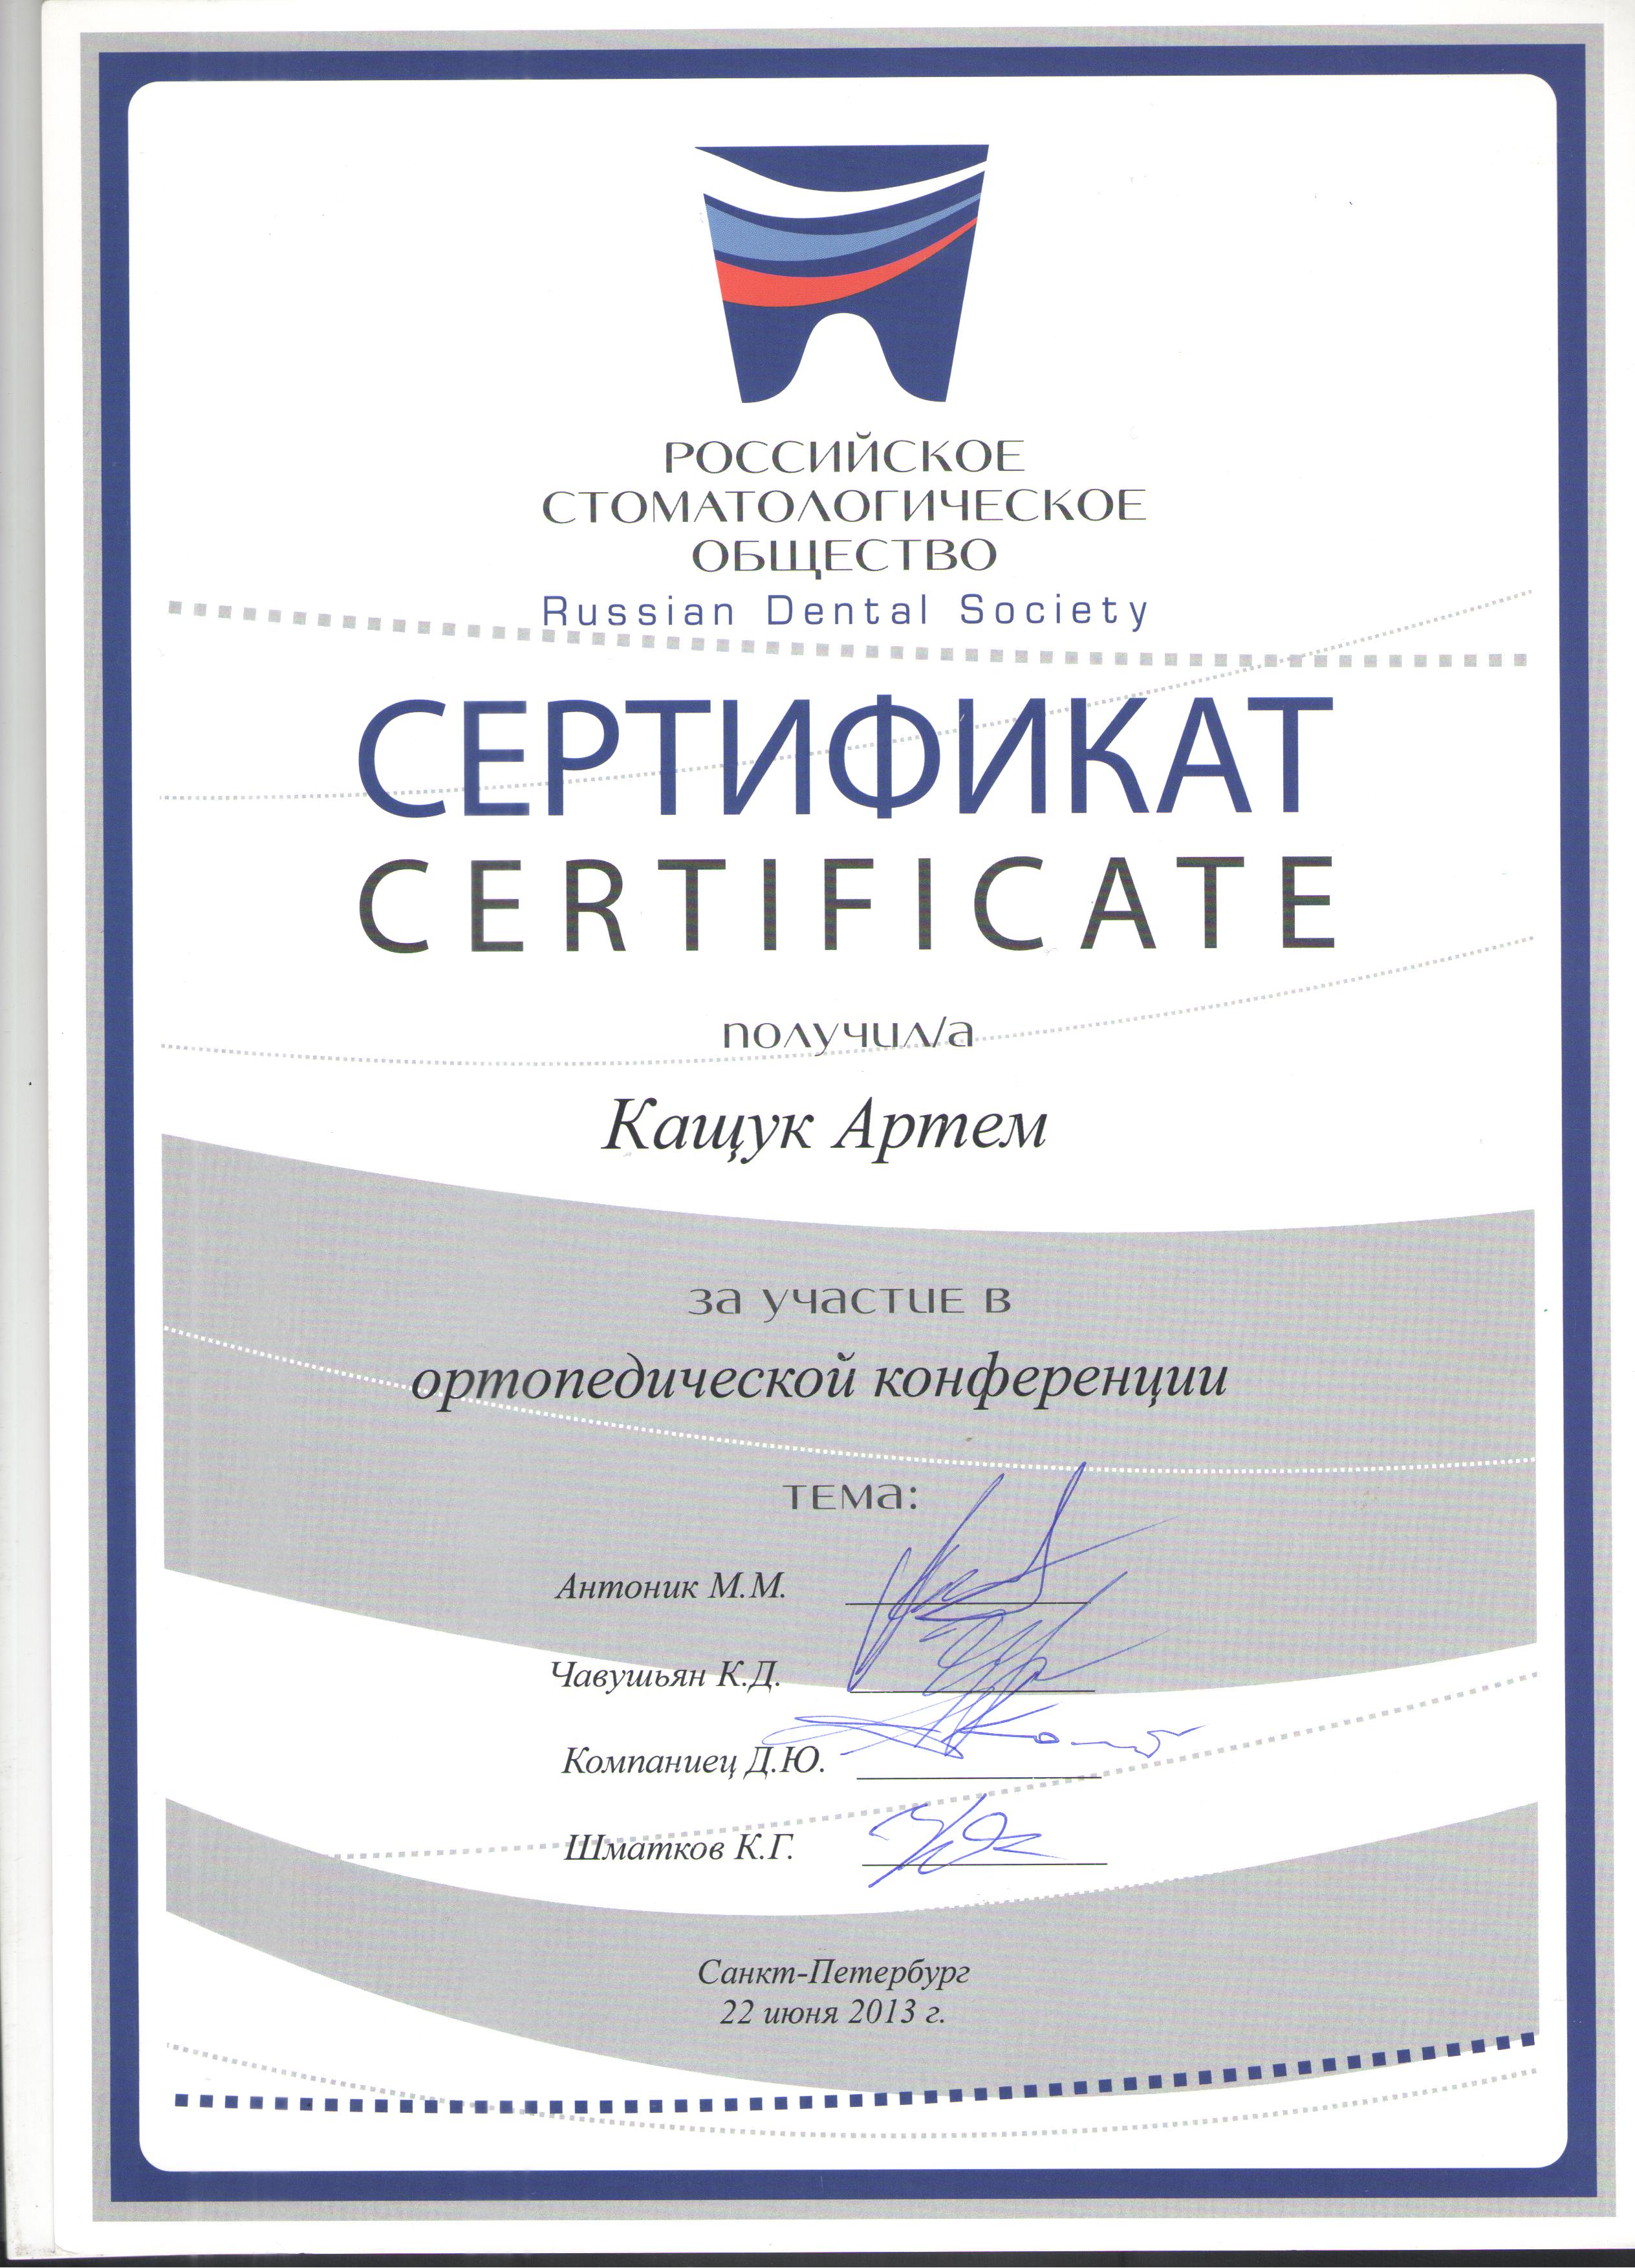 РОССИЙСКОЕ
СТОМАТОЛОГИЧЕСКОЕ
ОБЩЕСТВО
Russian Dental Society
СЕРТИФИКАТ
CERTIFICATE
получил/а
Кащук Артем
за участие в
ортопедической конференции
тема:
Антоник М.М.
Чавушьян К.Д.
Компаниец Д.Ю.
Шматков К.Г.
Санкт-Петербург
22 июня 2013 г.